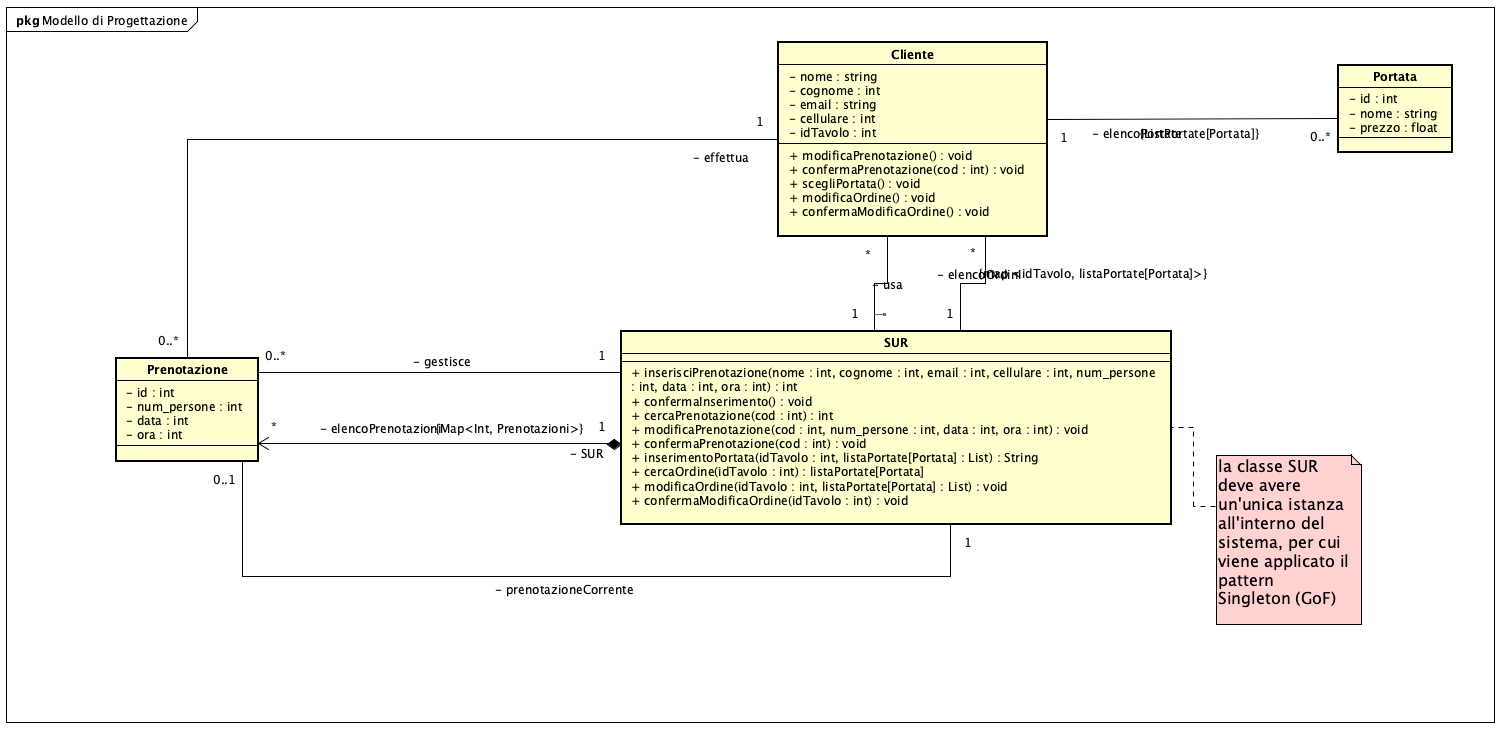 pkg Modello di Progettazione
Cliente
- nome : string
- cognome : int
- email : string
- cellulare : int
- idTavolo : int
+ modificaPrenotazione() : void
+ confermaPrenotazione(cod : int) : void
+ scegliPortata() : void
+ modificaOrdine() : void
+ confermaModificaOrdine() : void
Portata
- id : int
- nome : string
- prezzo : float
1
- effettua
0..*
1
- elencoPortate
{listPortate[Portata]}
0..*
*
- usa
1
*
- elencoOrdini
{map <idTavolo, listaPortate[Portata]>}
1
Prenotazione
- id : int
- num_persone : int
- data : int
- ora : int
0..*
- gestisce
1
*
- elencoPrenotazioni
{Map<Int, Prenotazioni>}
1
- SUR
0..1
- prenotazioneCorrente
1
SUR
+ inserisciPrenotazione(nome : int, cognome : int, email : int, cellulare : int, num_persone
: int, data : int, ora : int) : int
+ confermaInserimento() : void
+ cercaPrenotazione(cod : int) : int
+ modificaPrenotazione(cod : int, num_persone : int, data : int, ora : int) : void
+ confermaPrenotazione(cod : int) : void
+ inserimentoPortata(idTavolo : int, listaPortate[Portata] : List) : String
+ cercaOrdine(idTavolo : int) : listaPortate[Portata]
+ modificaOrdine(idTavolo : int, listaPortate[Portata] : List) : void
+ confermaModificaOrdine(idTavolo : int) : void
la classe SUR
deve avere
un'unica istanza
all'interno del
sistema, per cui
viene applicato il
pattern
Singleton (GoF)